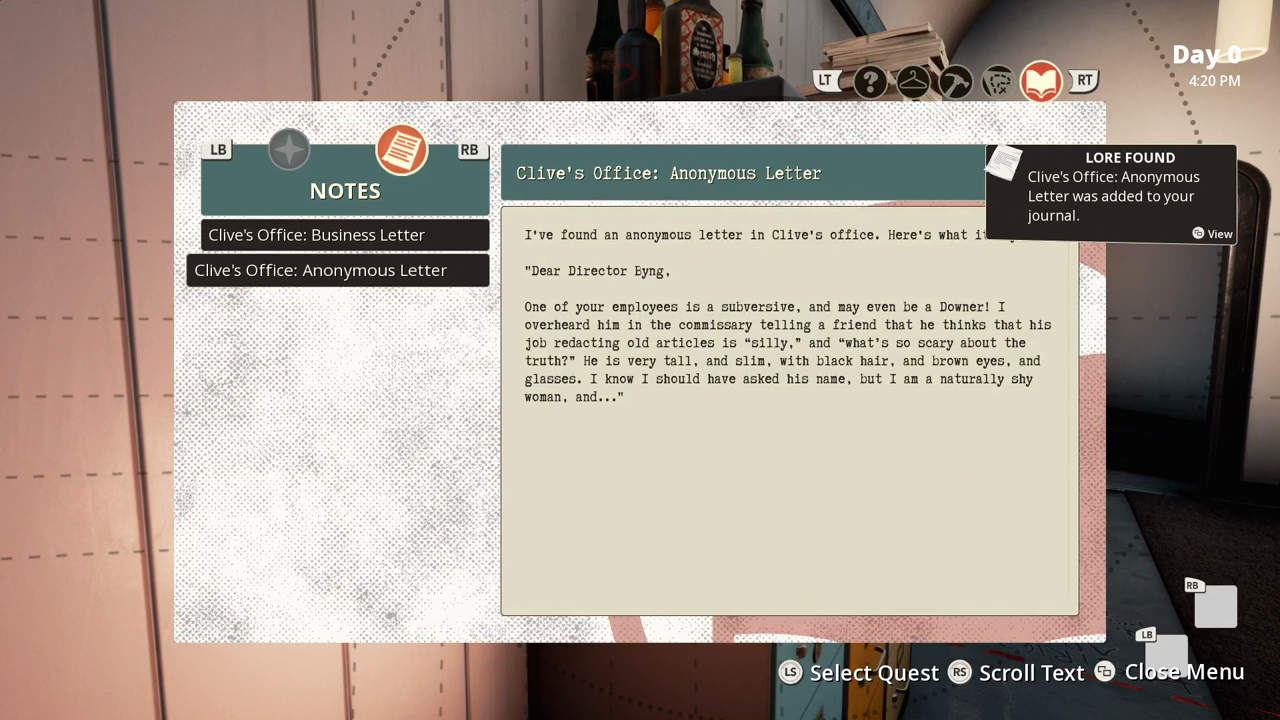 Day 0
4:20 PM
LT
?
RT
LB
RB
NOTES
Clive's Office: Business Letter
Clive's Office: Anonymous Letter
Clive's Office: Anonymous Letter
LORE FOUND
Clive's Office: Anonymous
Letter was added to your
journal.
View
I've found an anonymous letter in Clive's office. Here's what
"Dear Director Byng,
One of your employees is a subversive, and may even be a Downer! I
overheard him in the commissary telling a friend that he thinks that his
job redacting old articles is “silly,” and “what’s so scary about the
truth?” He is very tall, and slim, with black hair, and brown eyes, and
glasses. I know I should have asked his name, but I am a naturally shy
woman, and..."
RB
LB
LS Select Quest RS Scroll Text Close Menu